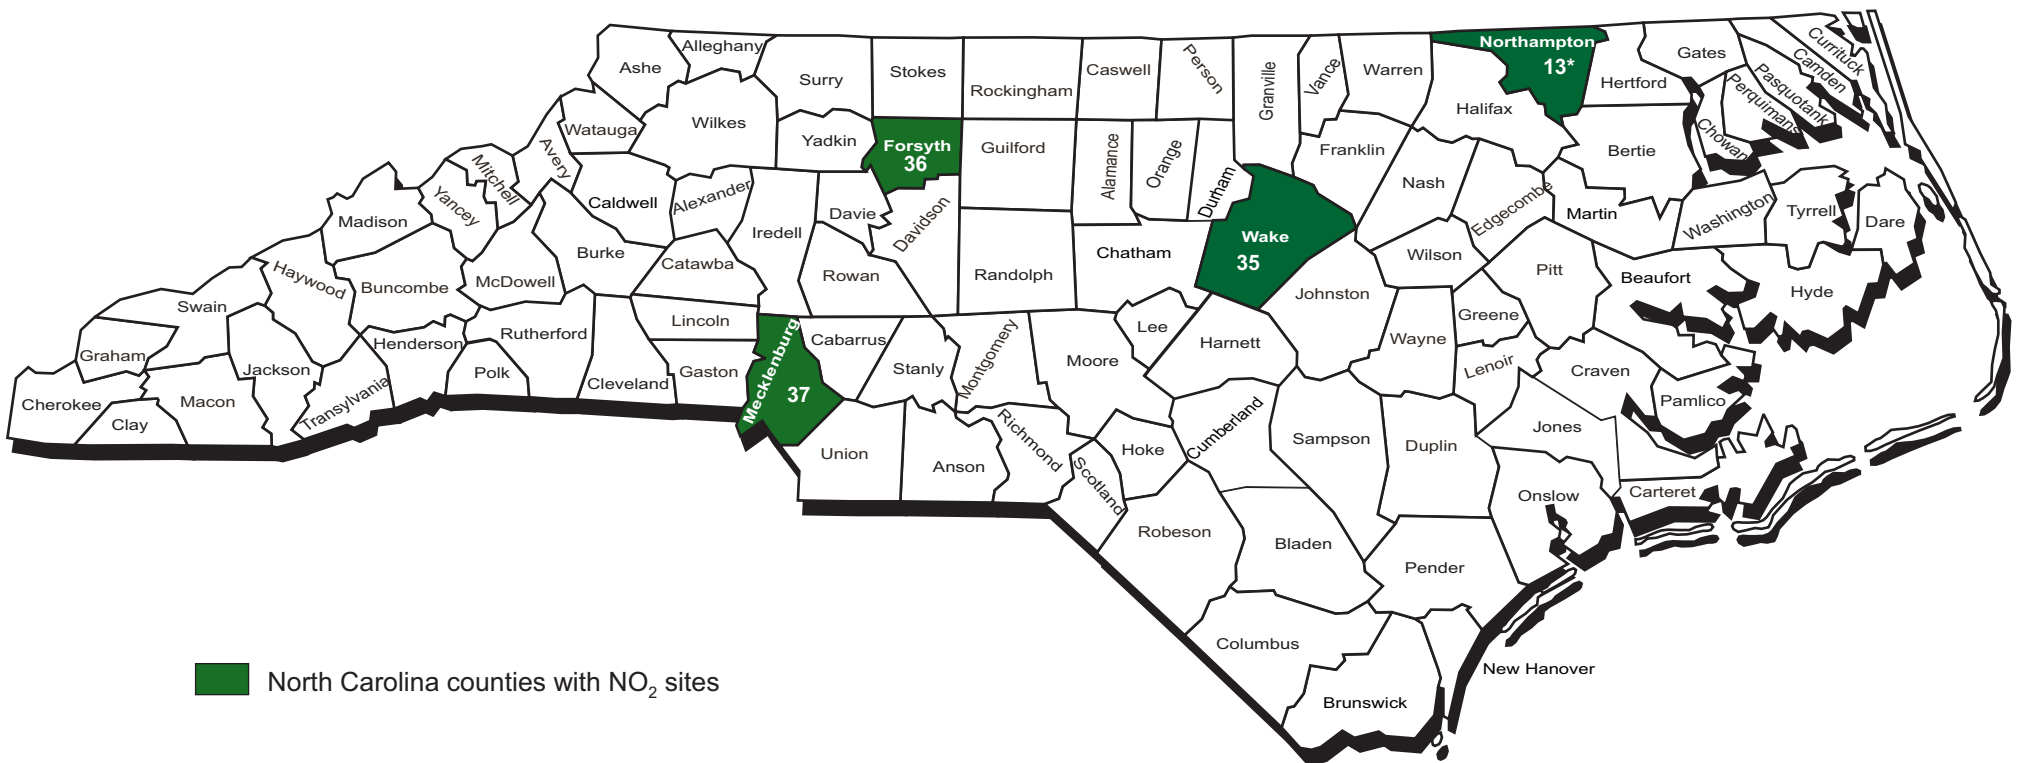 Alleghany
Ashe
Surry
Stokes
Rockingham
Caswell
Person
Granville
Vance
Warren
Northampton
13*
Hertford
Gates
Currituck
Camden
Pasquotank
Perquimans
Chowan
Halifax
Watauga
Wilkes
Yadkin
Forsyth
36
Guilford
Alamance
Orange
Durham
Franklin
Nash
Edgecombe
Bertie
Martin
Washington
Tyrrell
Dare
Avery
Mitchell
Yancey
Madison
Caldwell
Alexander
Iredell
Davie
Davidson
Wake
35
Chatham
Randolph
Wilson
Pitt
Beaufort
Hyde
Burke
Catawba
Rowan
McDowell
Buncombe
Haywood
Swain
Johnston
Greene
Lincoln
Rutherford
Henderson
Graham
Jackson
Polk
Cleveland
Gaston
Mecklenburg
37
Cabarrus
Stanly
Montgomery
Moore
Lee
Harnett
Wayne
Lenoir
Craven
Pamlico
Cherokee
Clay
Macon
Transylvania
Union
Anson
Richmond
Scotland
Hoke
Cumberland
Sampson
Duplin
Jones
Onslow
Carteret
Robeson
Bladen
Pender
Columbus
Brunswick
New Hanover
North Carolina counties with NO₂ sites